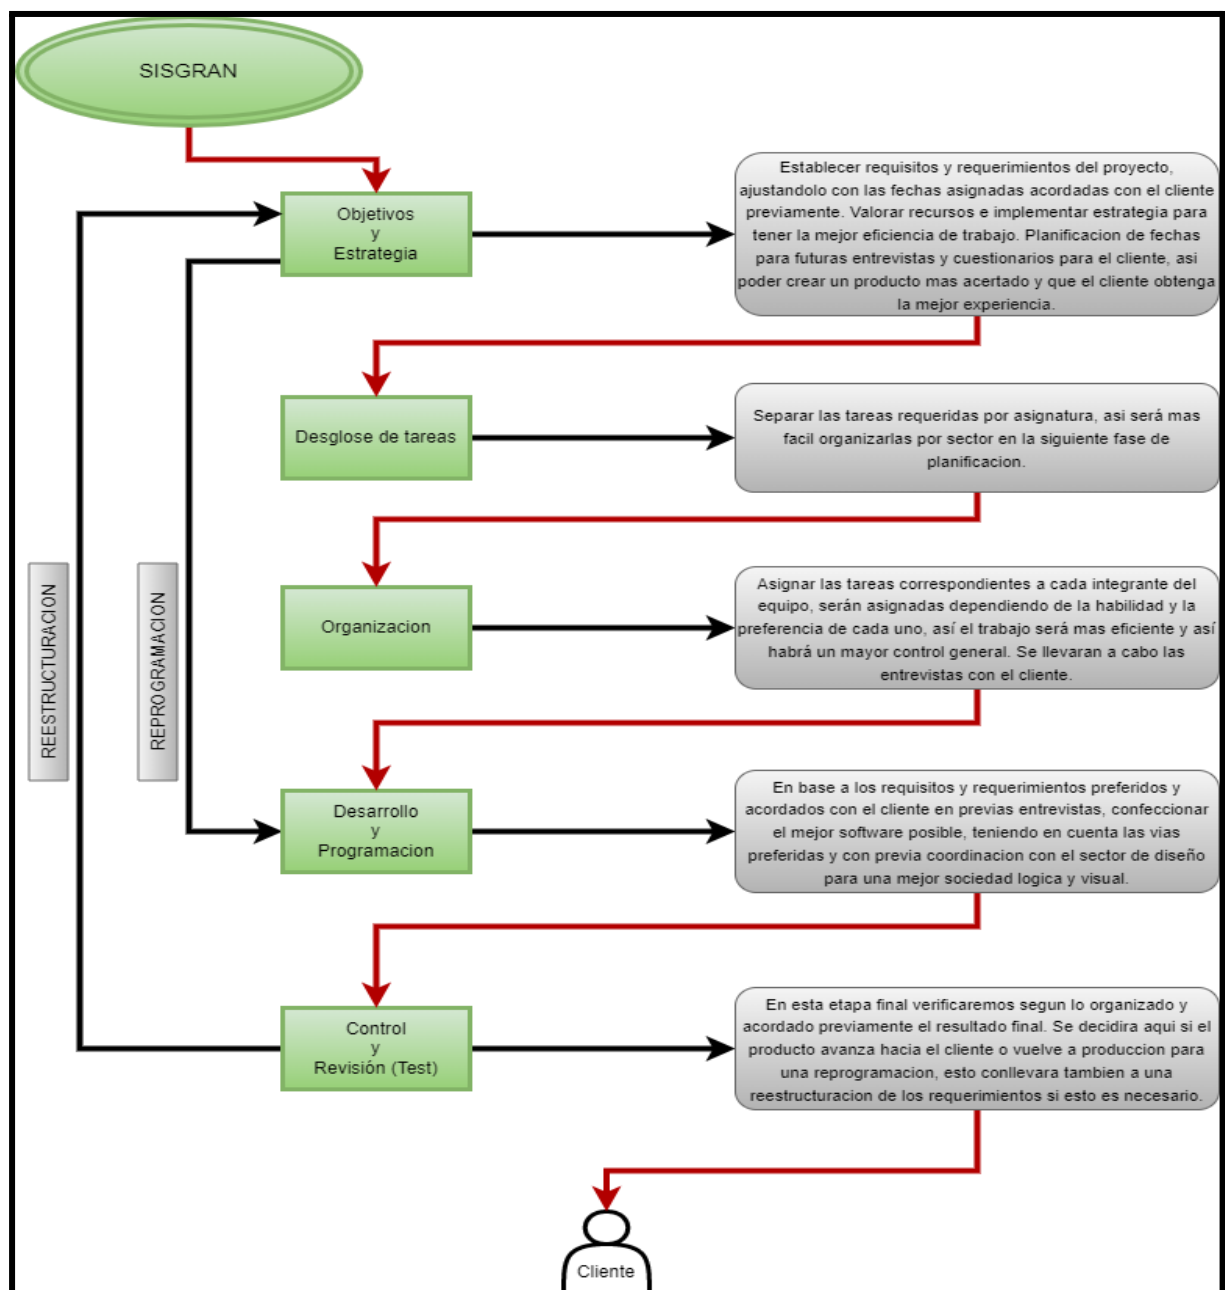 SISGRAN
Objetivos
y
Estrategia
Establecer requisitos y requerimientos del proyecto,
ajustandolo con las fechas asignadas acordadas con el cliente
previamente. Valorar recursos e implementar estrategia para
tener la mejor eficiencia de trabajo. Planificacion de fechas
para futuras entrevistas y cuestionarios para el cliente, asi
poder crear un producto mas acertado y que el cliente obtenga
la mejor experiencia.
Desglose de tareas
Separar las tareas requeridas por asignatura, asi será mas
facil organizarlas por sector en la siguiente fase de
planificacion.
REESTRUCTURACION
REPROGRAMACION
Organizacion
Asignar las tareas correspondientes a cada integrante del
equipo, serán asignadas dependiendo de la habilidad y la
preferencia de cada uno, así el trabajo será mas eficiente y así
habrá un mayor control general. Se llevaran a cabo las
entrevistas con el cliente.
Desarrollo
y
Programacion
En base a los requisitos y requerimientos preferidos y
acordados con el cliente en previas entrevistas, confeccionar
el mejor software posible, teniendo en cuenta las vias
preferidas y con previa coordinacion con el sector de diseño
para una mejor sociedad logica y visual.
Control
y
Revisión (Test)
En esta etapa final verificaremos segun lo organizado y
acordado previamente el resultado final. Se decidira aqui si el
producto avanza hacia el cliente o vuelve a produccion para
una reprogramacion, esto conllevara tambien a una
reestructuracion de los requerimientos si esto es necesario.
Cliente